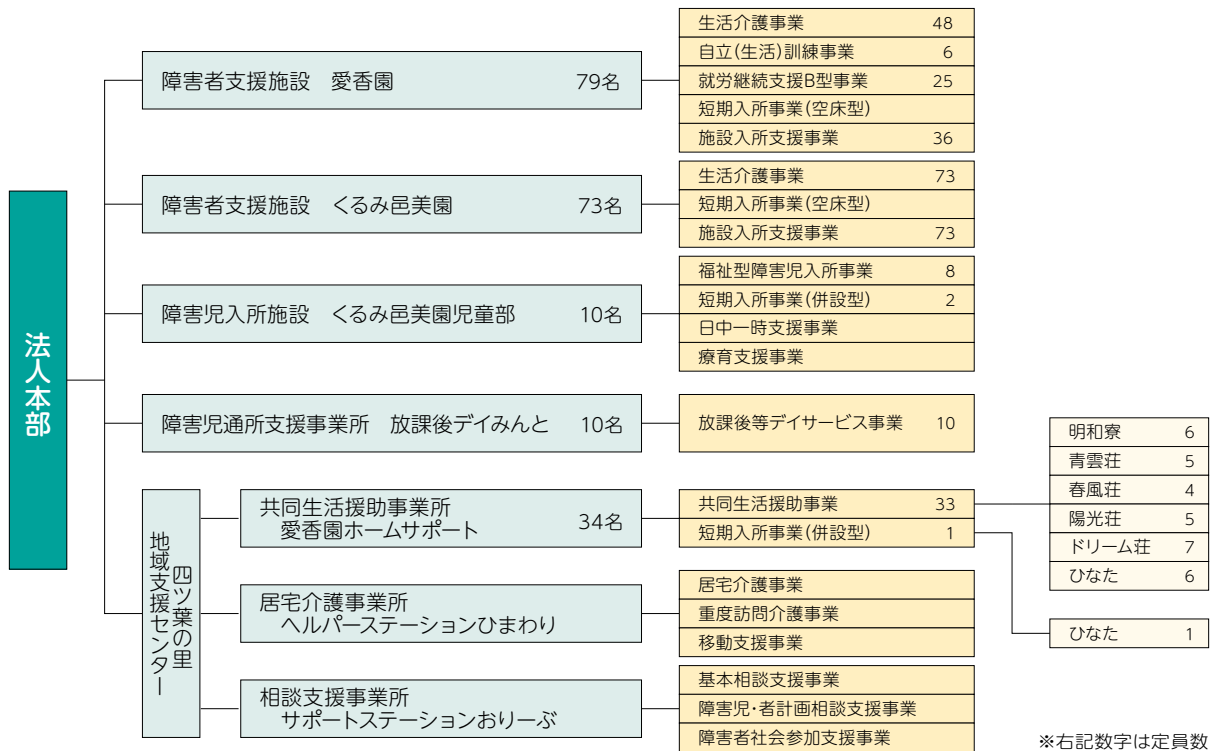 法人本部
障害者支援施設　愛香園　79名
生活介護事業　48
自立(生活)訓練事業　6
就労継続支援B型事業　25
短期入所事業(空床型)
施設入所支援事業　36
障害者支援施設　くるみ邑美園　73名
生活介護事業　73
短期入所事業(空床型)
施設入所支援事業　73
障害児入所施設　くるみ邑美園児童部　10名
福祉型障害児入所事業　8
短期入所事業(併設型)　2
日中一時支援事業
療育支援事業
障害児通所支援事業所　放課後デイみんと　10名
放課後等デイサービス事業　10
四ツ葉の里
地域支援センター
共同生活援助事業所
愛香園ホームサポート　34名
共同生活援助事業　33
短期入所事業(併設型)　1
明和寮　6
青雲荘　5
春風荘　4
陽光荘　5
ドリーム荘　7
ひなた　6
ひなた　1
居宅介護事業所
ヘルパーステーションひまわり
居宅介護事業
重度訪問介護事業
移動支援事業
相談支援事業所
サポートステーションおりーぶ
基本相談支援事業
障害児・者計画相談支援事業
障害者社会参加支援事業
※右記数字は定員数